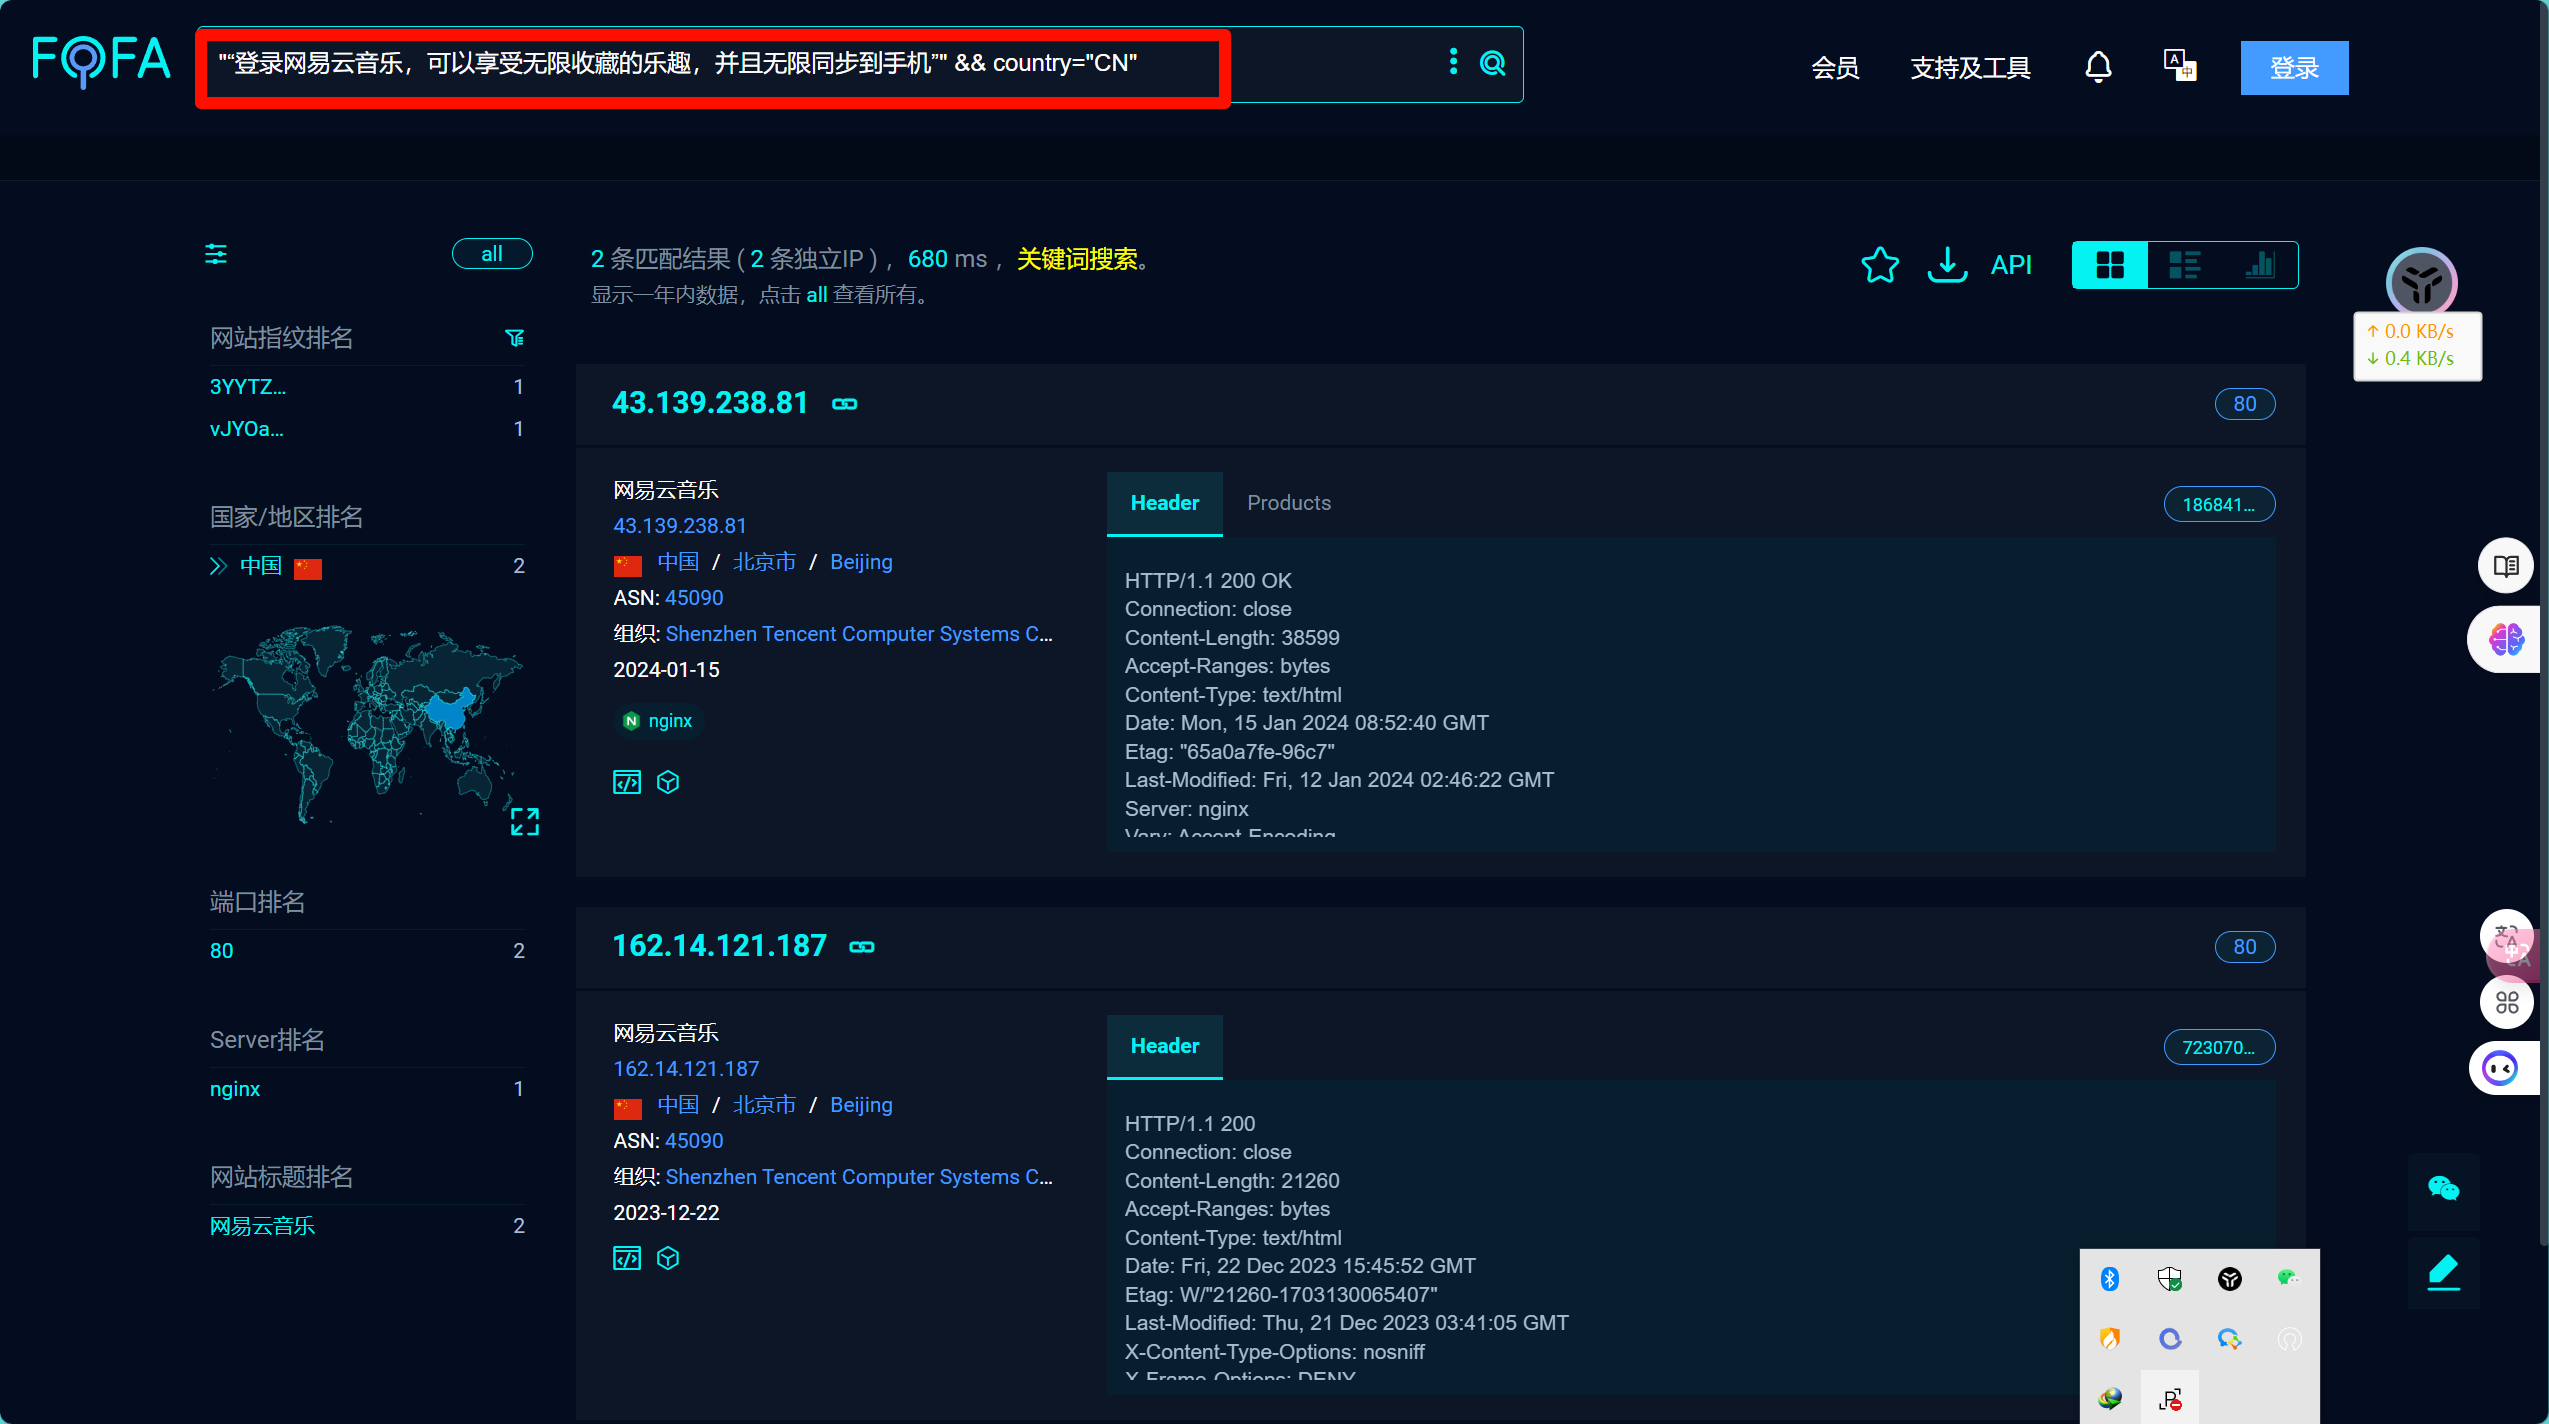 FOFA
"“登录网易云音乐，可以享受无限收藏的乐趣，并且无限同步到手机”" && country="CN"
会员
支持及工具
登录
all
2 条匹配结果 ( 2 条独立IP ) ，680 ms ，关键词搜索。
显示一年内数据，点击 all 查看所有。
API
↑ 0.0 KB/s
↓ 0.4 KB/s
网站指纹排名
3YYTZ... 1
vJYOa... 1
国家/地区排名
中国 2
端口排名
80 2
Server排名
nginx 1
网站标题排名
网易云音乐 2
43.139.238.81
80
网易云音乐
43.139.238.81
中国 / 北京市 / Beijing
ASN: 45090
组织: Shenzhen Tencent Computer Systems C...
2024-01-15
nginx
Header
Products
186841...
HTTP/1.1 200 OK
Connection: close
Content-Length: 38599
Accept-Ranges: bytes
Content-Type: text/html
Date: Mon, 15 Jan 2024 08:52:40 GMT
Etag: "65a0a7fe-96c7"
Last-Modified: Fri, 12 Jan 2024 02:46:22 GMT
Server: nginx
Vary: Accept-Encoding
162.14.121.187
80
网易云音乐
162.14.121.187
中国 / 北京市 / Beijing
ASN: 45090
组织: Shenzhen Tencent Computer Systems C...
2023-12-22
Header
723070...
HTTP/1.1 200
Connection: close
Content-Length: 21260
Accept-Ranges: bytes
Content-Type: text/html
Date: Fri, 22 Dec 2023 15:45:52 GMT
Etag: W/"21260-1703130065407"
Last-Modified: Thu, 21 Dec 2023 03:41:05 GMT
X-Content-Type-Options: nosniff
X-Frame-Options: DENY